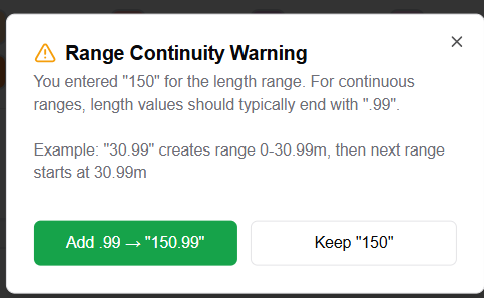 Range Continuity Warning
You entered "150" for the length range. For continuous
ranges, length values should typically end with ".99".
Example: "30.99" creates range 0-30.99m, then next range
starts at 30.99m
Add .99 → "150.99"
Keep "150"